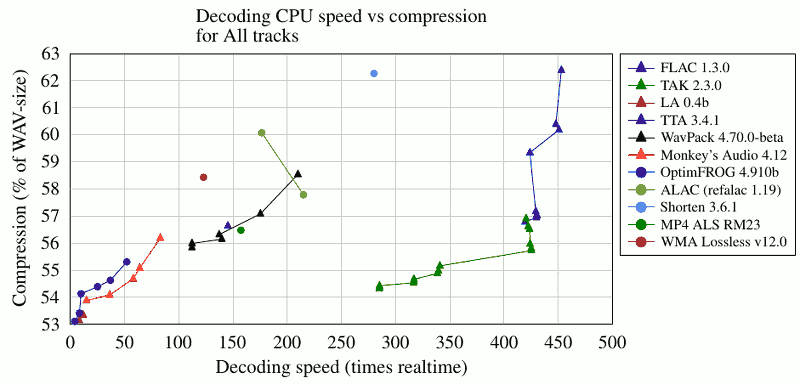 Decoding CPU speed vs compression
for All tracks
Compression (% of WAV-size)
63
62
61
60
59
58
57
56
55
54
53
0 50 100 150 200 250 300 350 400 450 500
Decoding speed (times realtime)
FLAC 1.3.0
TAK 2.3.0
LA 0.4b
TTA 3.4.1
WavPack 4.70.0-beta
Monkey's Audio 4.12
OptimFROG 4.910b
ALAC (refalac 1.19)
Shorten 3.6.1
MP4 ALS RM23
WMA Lossless v12.0